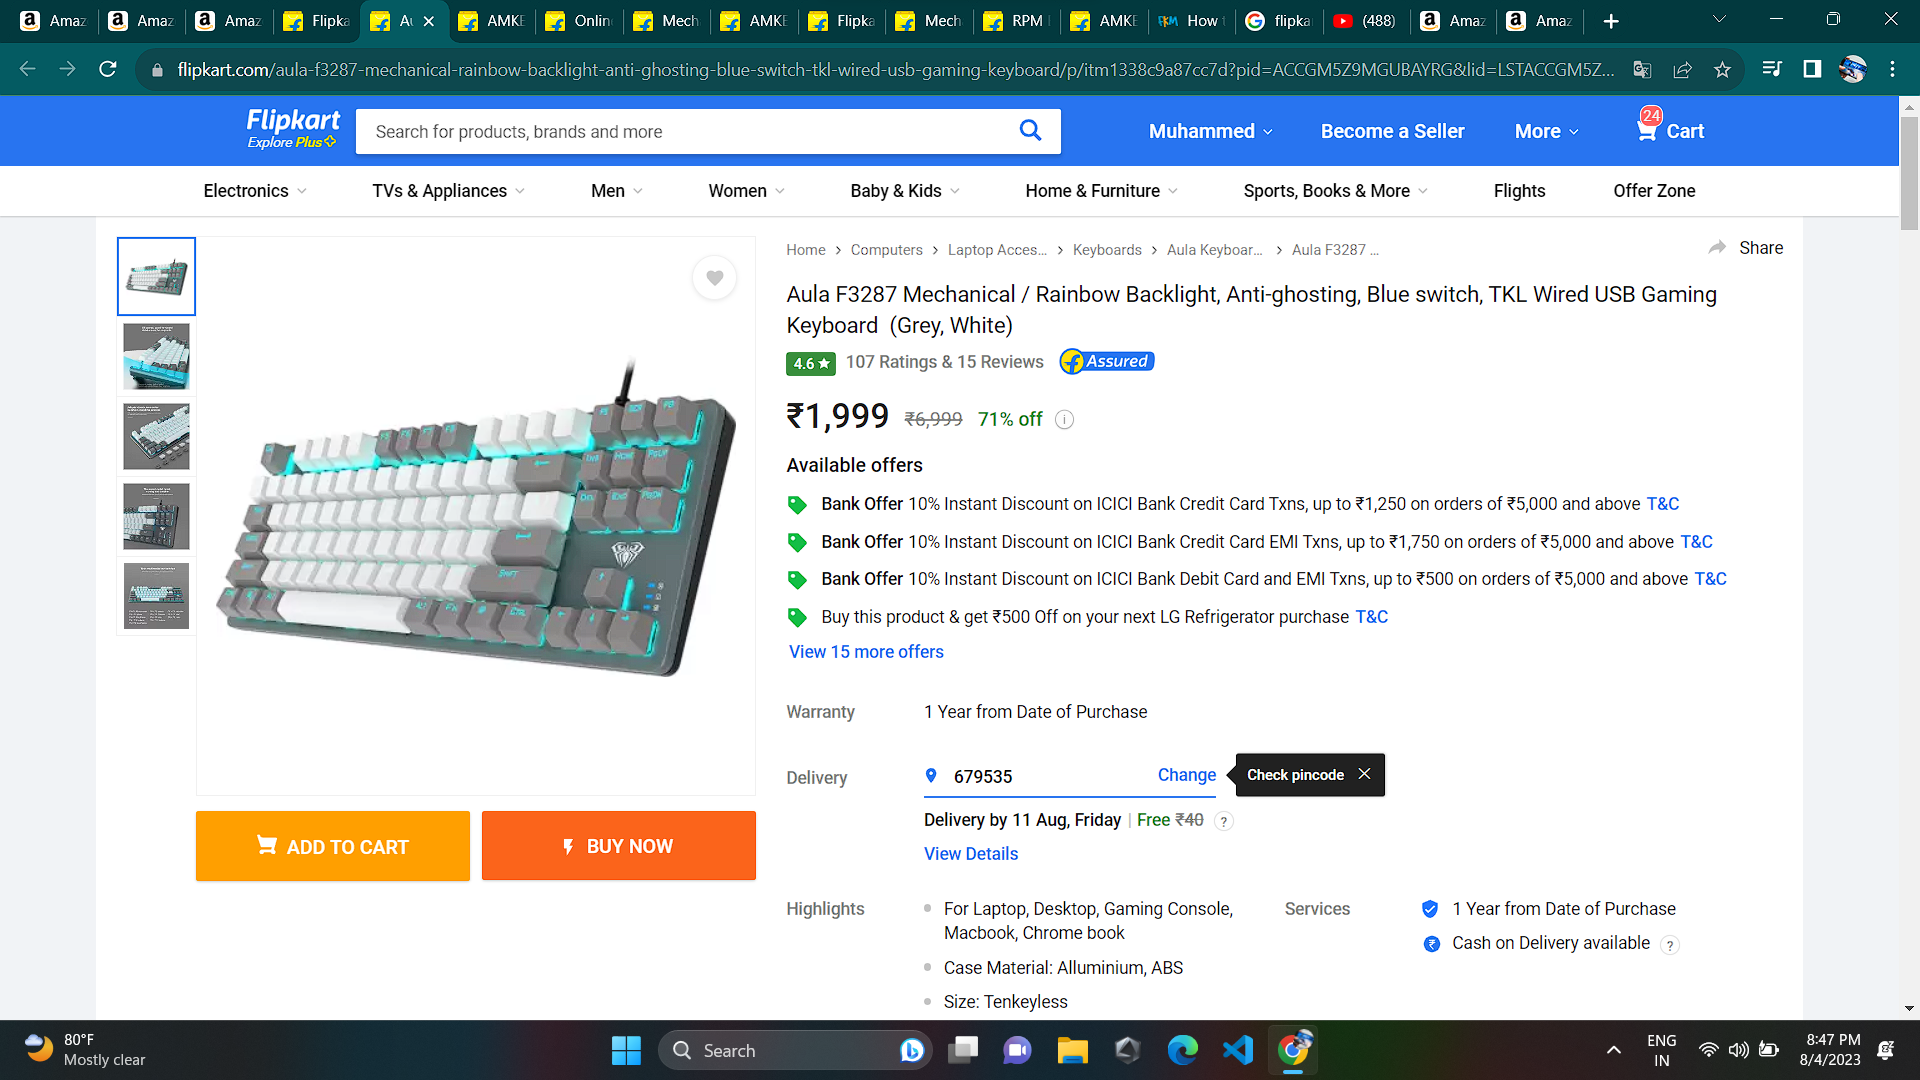 Amaz
Amaz
Amaz
Flipka
Au
AMKE
Online
Mech
AMKE
Flipka
Mech
RPM
AMKE
FKM How t
flipka
(488)
Amaz
Amaz
flipkart.com/aula-f3287-mechanical-rainbow-backlight-anti-ghosting-blue-switch-tkl-wired-usb-gaming-keyboard/p/itm1338c9a87cc7d?pid=ACCGM5Z9MGUBAYRG&lid=LSTACCGM5Z...
Flipkart
Explore Plus
Search for products, brands and more
Muhammed
Become a Seller
More
24
Cart
Electronics
TVs & Appliances
Men
Women
Baby & Kids
Home & Furniture
Sports, Books & More
Flights
Offer Zone
Home > Computers > Laptop Acces... > Keyboards > Aula Keyboar... > Aula F3287 ...
Share
Aula F3287 Mechanical / Rainbow Backlight, Anti-ghosting, Blue switch, TKL Wired USB Gaming
Keyboard (Grey, White)
4.6 ★ 107 Ratings & 15 Reviews
Assured
₹1,999 ₹6,999 71% off
Available offers
Bank Offer 10% Instant Discount on ICICI Bank Credit Card Txns, up to ₹1,250 on orders of ₹5,000 and above T&C
Bank Offer 10% Instant Discount on ICICI Bank Credit Card EMI Txns, up to ₹1,750 on orders of ₹5,000 and above T&C
Bank Offer 10% Instant Discount on ICICI Bank Debit Card and EMI Txns, up to ₹500 on orders of ₹5,000 and above T&C
Buy this product & get ₹500 Off on your next LG Refrigerator purchase T&C
View 15 more offers
Warranty
1 Year from Date of Purchase
Delivery
679535
Change
Check pincode
Delivery by 11 Aug, Friday | Free ₹40 ?
View Details
ADD TO CART
BUY NOW
Highlights
For Laptop, Desktop, Gaming Console,
Macbook, Chrome book
Case Material: Alluminium, ABS
Size: Tenkeyless
Services
1 Year from Date of Purchase
Cash on Delivery available ?
80°F
Mostly clear
Search
ENG
IN
8:47 PM
8/4/2023